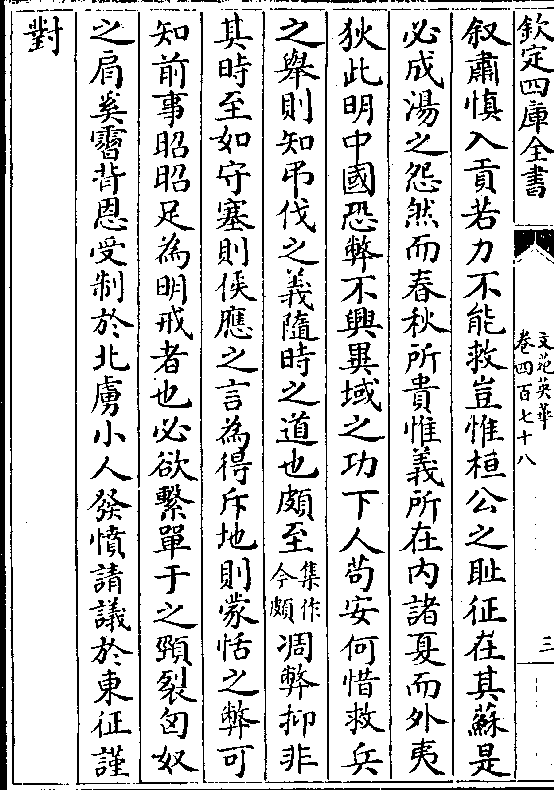 欽定四庫全書
文苑英華
卷四百七十八
三
叙肅慎入貢若力不能救豈惟桓公之耻征在其蘇是
必成湯之怨然而春秋所貴惟義所在内諸夏而外夷
狄此明中國恐弊不興異域之功下人苟安何惜救兵
之舉則知弔伐之義隨時之道也頗至集作今頗凋弊抑非
其時至如守塞則侯應之言為得斥地則蒙恬之弊可
知前事昭昭足為明戒者也必欲繫單于之頸裂匈奴
之肩奚霫背恩受制於北虜小人發憤請議於東征謹
對